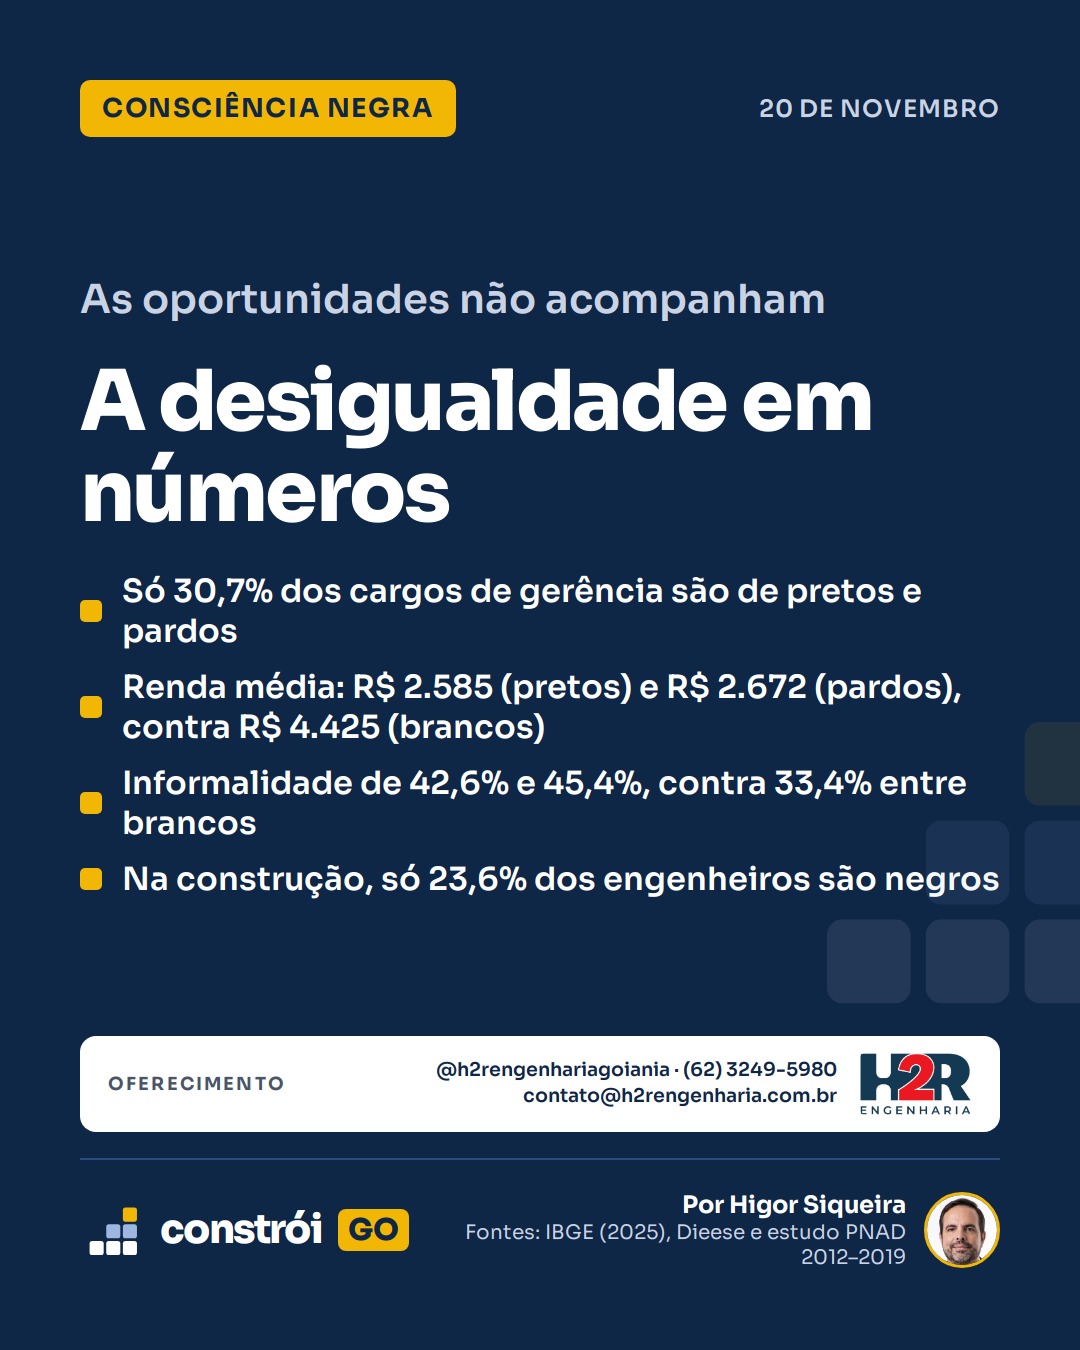 CONSCIÊNCIA NEGRA
20 DE NOVEMBRO
As oportunidades não acompanham
A desigualdade em
números
Só 30,7% dos cargos de gerência são de pretos e
pardos
Renda média: R$ 2.585 (pretos) e R$ 2.672 (pardos),
contra R$ 4.425 (brancos)
Informalidade de 42,6% e 45,4%, contra 33,4% entre
brancos
Na construção, só 23,6% dos engenheiros são negros
OFERECIMENTO
@h2rengenhariagoiania · (62) 3249-5980
contato@h2rengenharia.com.br
H2R
ENGENHARIA
constrói GO
Por Higor Siqueira
Fontes: IBGE (2025), Dieese e estudo PNAD
2012–2019